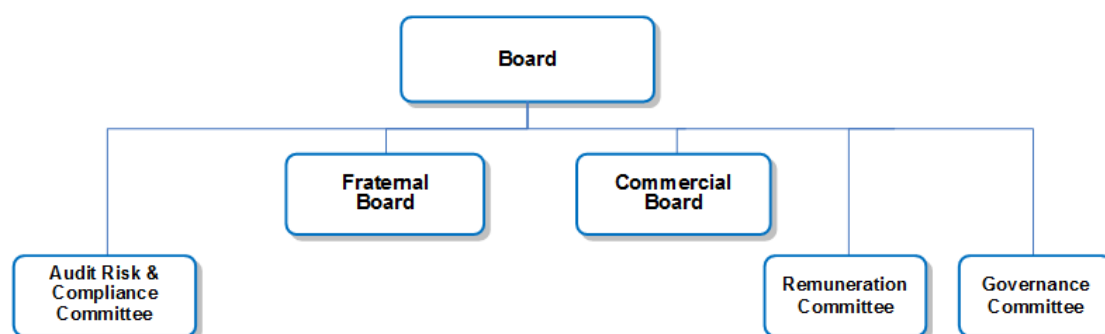 Board
Fraternal
Board
Commercial
Board
Audit Risk &
Compliance
Committee
Remuneration
Committee
Governance
Committee